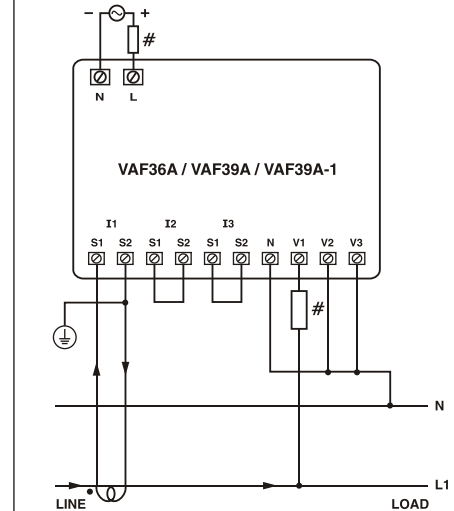 − +
#
N L
VAF36A / VAF39A / VAF39A-1
I1 I2 I3
S1 S2 S1 S2 S1 S2 N V1 V2 V3
#
N
L1
LINE LOAD